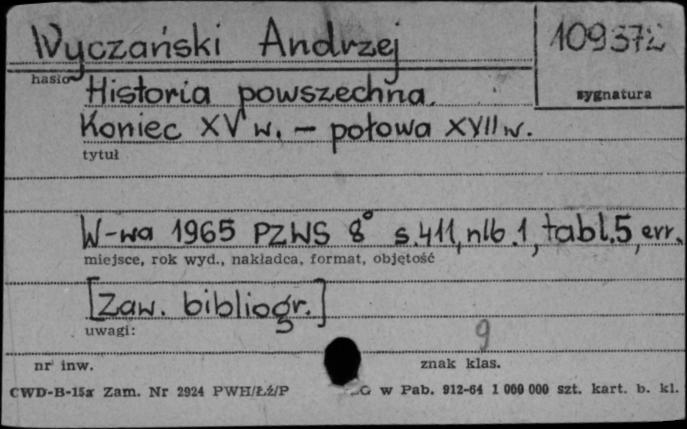 Wyczański Andrzej
109372
hasło
sygnatura
Historia powszechna.
Koniec XV w. – połowa XVII w.
tytuł
W-wa 1965 PZWS 8° s.411, nlb.1, tabl.5, err.
miejsce, rok wyd., nakładca, format, objętość
[Zaw. bibliogr.]
uwagi:
9
nr inw.
znak klas.
CWD-B-15a Zam. Nr 2924 PWH/Łź/P
G w Pab. 912-64 1 000 000 szt. kart. b. kl.